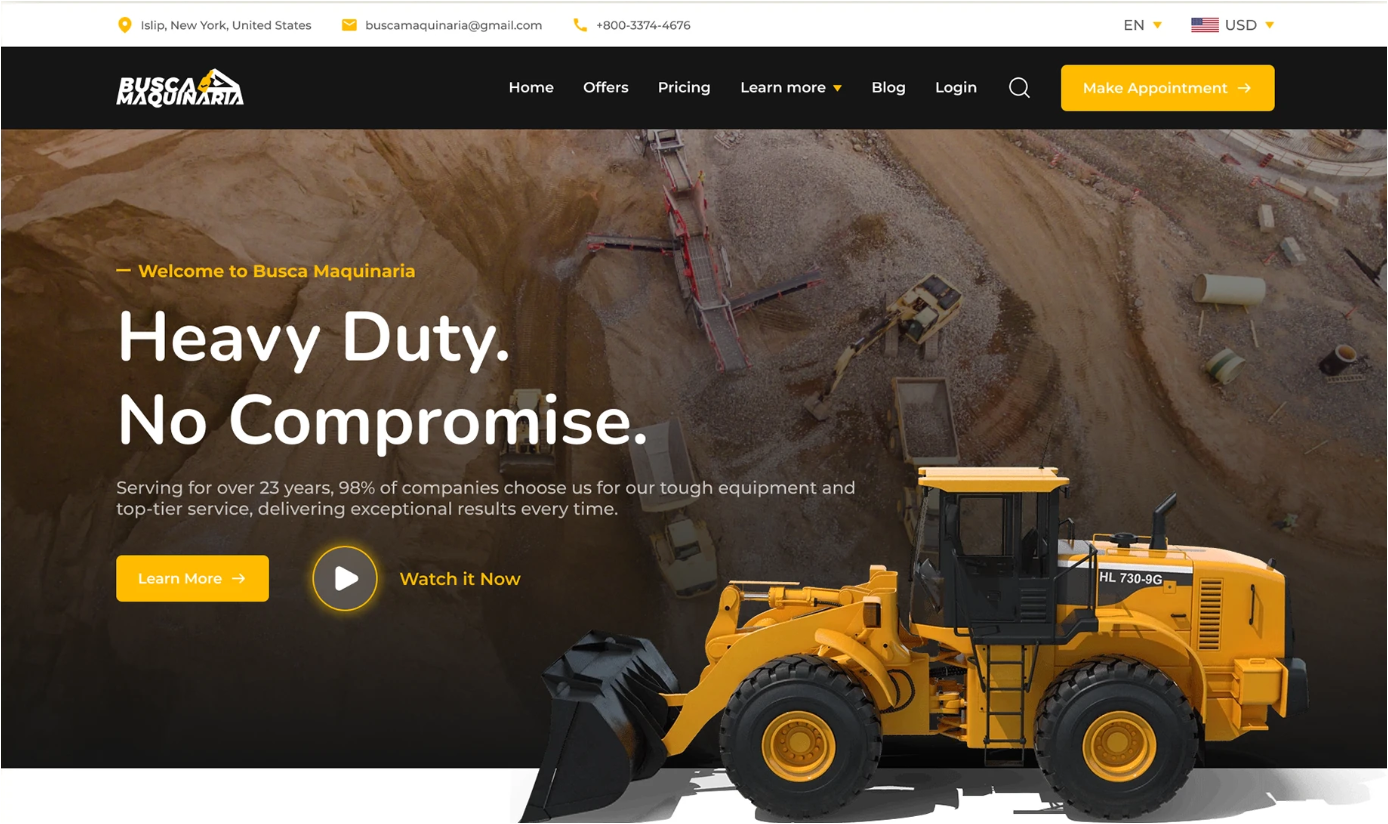 Islip, New York, United States
buscamaquinaria@gmail.com
+800-3374-4676
EN
USD
BUSCA
MAQUINARIA
Home
Offers
Pricing
Learn more
Blog
Login
Make Appointment
Welcome to Busca Maquinaria
Heavy Duty.
No Compromise.
Serving for over 23 years, 98% of companies choose us for our tough equipment and
top-tier service, delivering exceptional results every time.
Learn More
Watch it Now
HL 730-9G